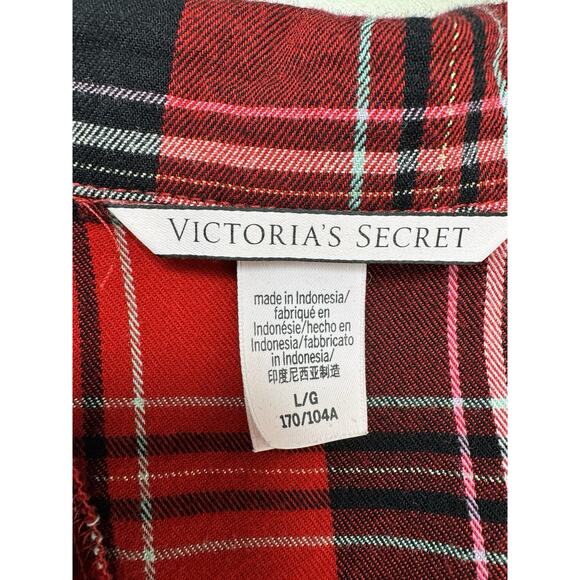 VICTORIA'S SECRET
made in Indonesia/
fabriqué en
Indonésie/hecho en
Indonesia/fabbricato
in Indonesia/
印度尼西亚制造
L/G
170/104A